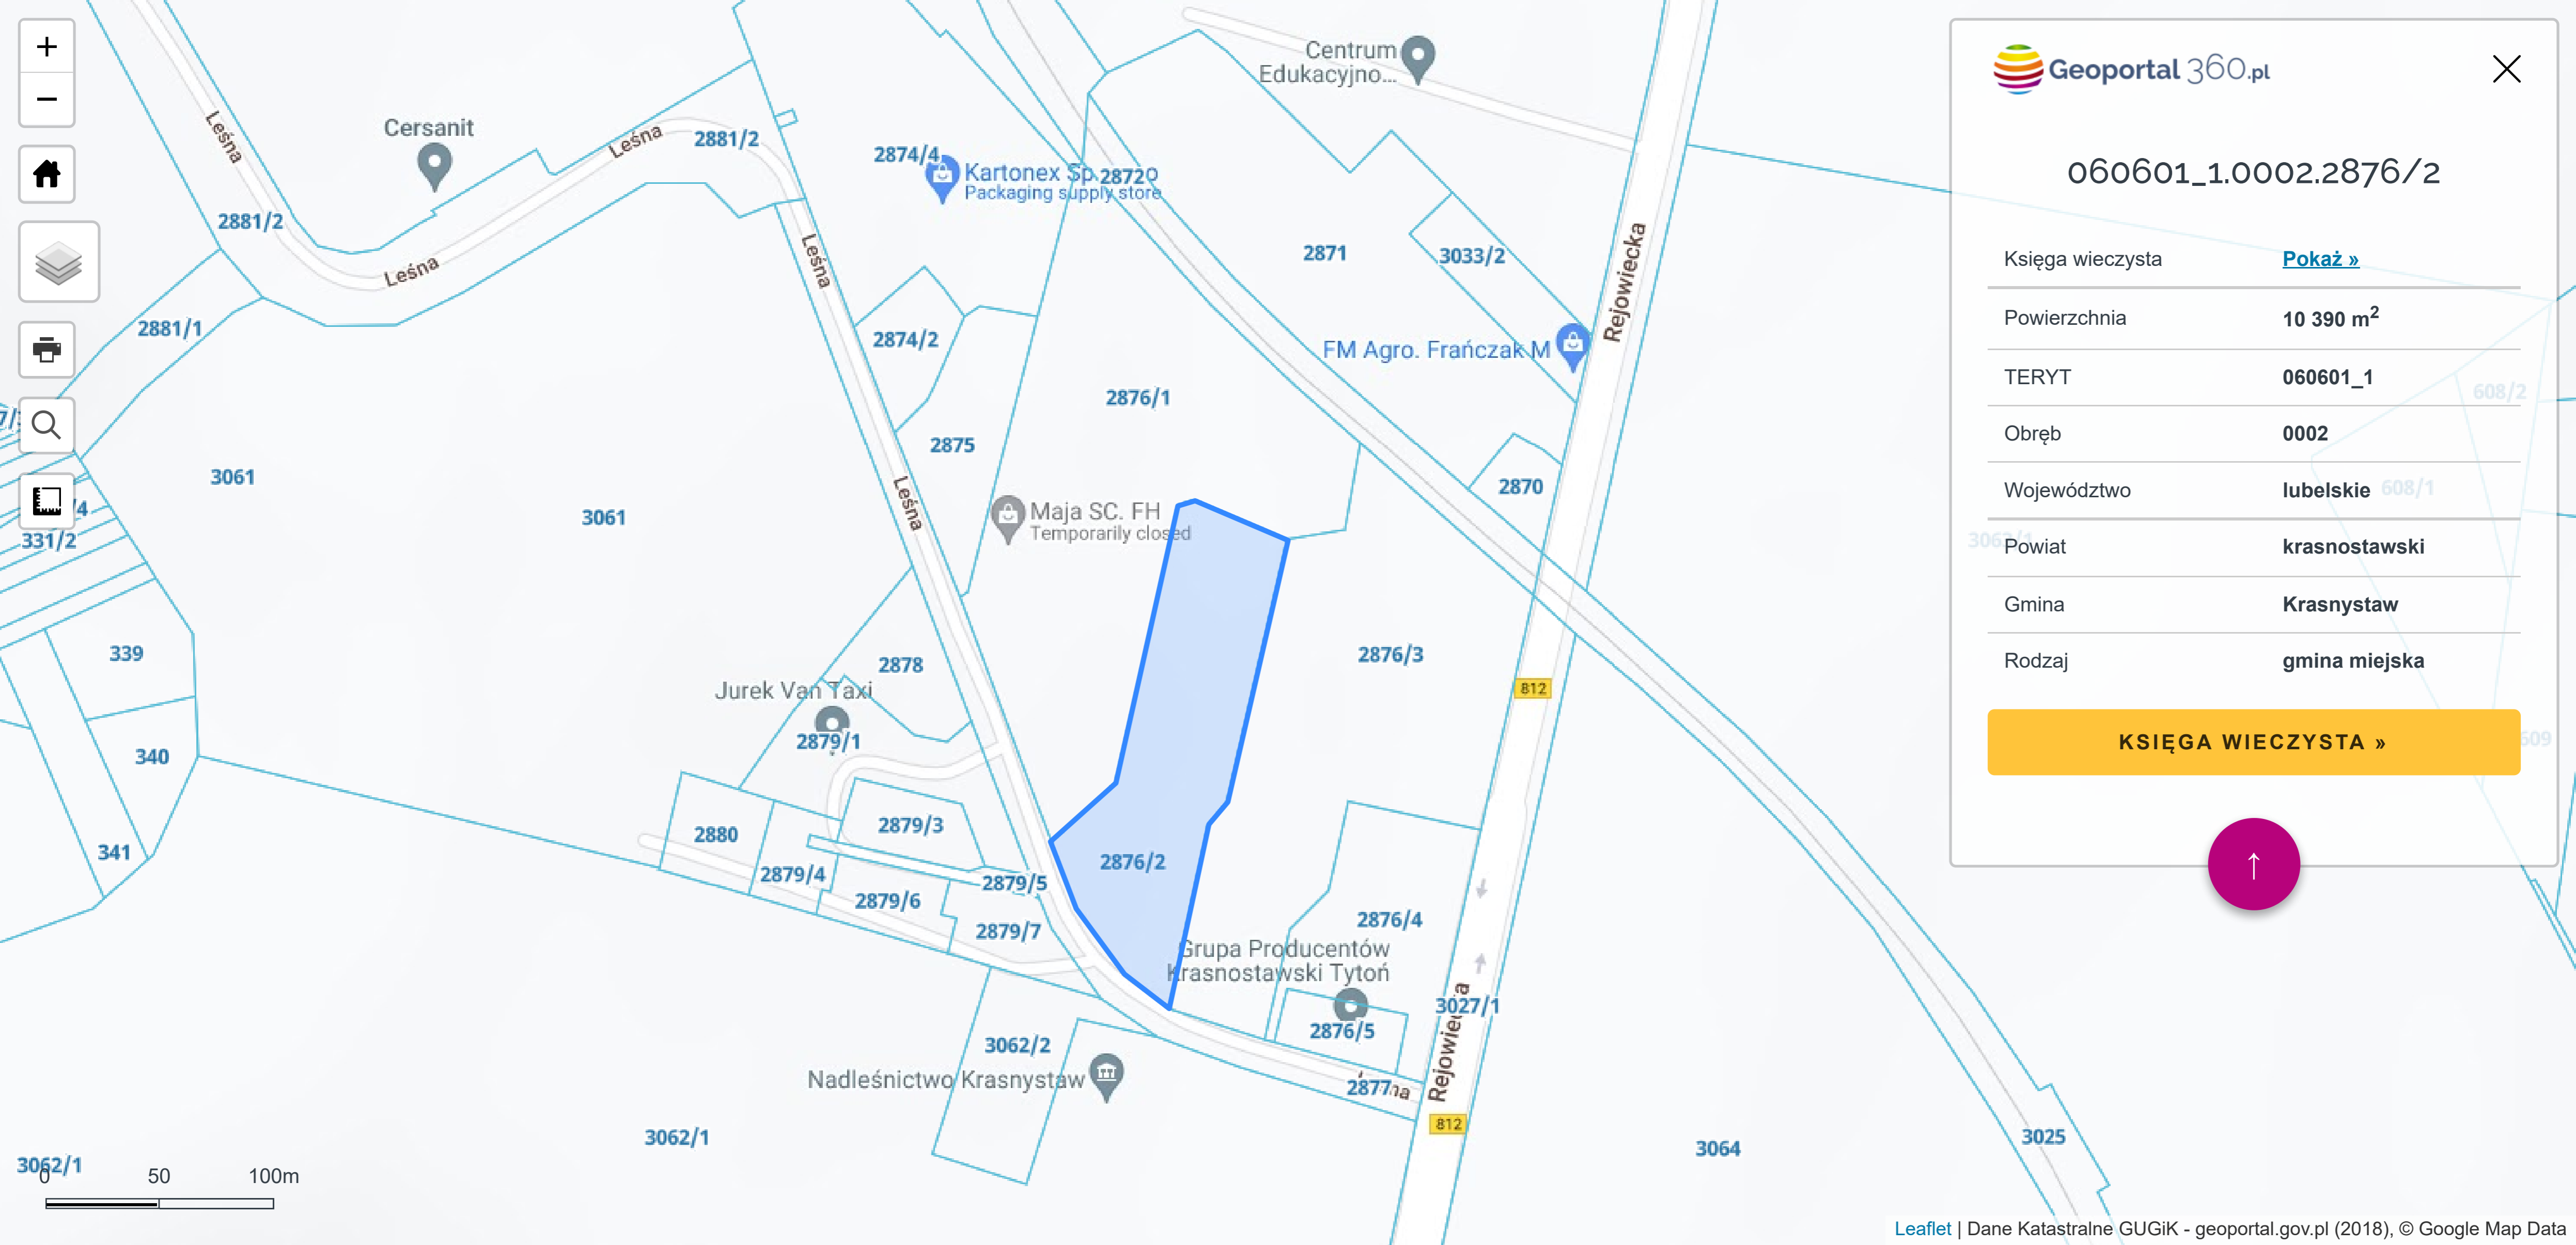 +
−
Leśna
Cersanit
2881/2
Leśna
2881/2
Leśna
2881/1
Leśna
3061
3061
331/2
339
340
341
Leśna
2874/4
Kartonex Sp.
2872
Packaging supply store
2874/2
2875
2876/1
Maja SC. FH
Temporarily closed
Centrum
Edukacyjno...
2871
3033/2
Rejowiecka
FM Agro. Frańczak M
2870
2878
Jurek Van Taxi
2879/1
2880
2879/3
2879/4
2879/5
2879/6
2879/7
2876/2
2876/3
812
2876/4
Grupa Producentów
Krasnostawski Tytoń
2876/5
3027/1
Rejowiecka
2877
812
3062/2
Nadleśnictwo Krasnystaw
3062/1
3062/1
3064
3025
0 50 100m
Geoportal 360.pl
060601_1.0002.2876/2
Księga wieczysta Pokaż »
Powierzchnia 10 390 m²
TERYT 060601_1
Obręb 0002
Województwo lubelskie
Powiat krasnostawski
Gmina Krasnystaw
Rodzaj gmina miejska
KSIĘGA WIECZYSTA »
↑
608/2
608/1
609
Leaflet | Dane Katastralne GUGiK - geoportal.gov.pl (2018), © Google Map Data